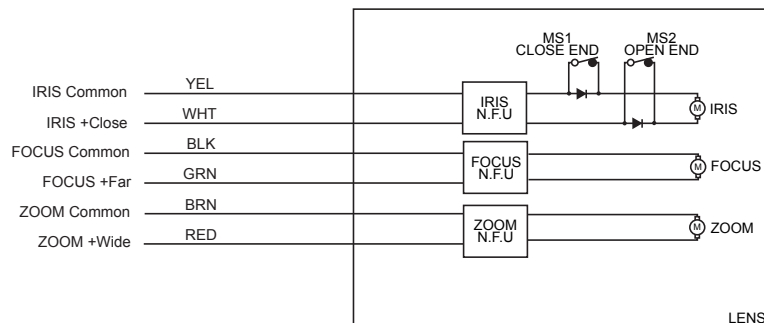 MS1
CLOSE END
MS2
OPEN END
IRIS Common
YEL
IRIS +Close
WHT
IRIS
N.F.U
M
IRIS
FOCUS Common
BLK
FOCUS +Far
GRN
FOCUS
N.F.U
M
FOCUS
ZOOM Common
BRN
ZOOM +Wide
RED
ZOOM
N.F.U
M
ZOOM
LENS